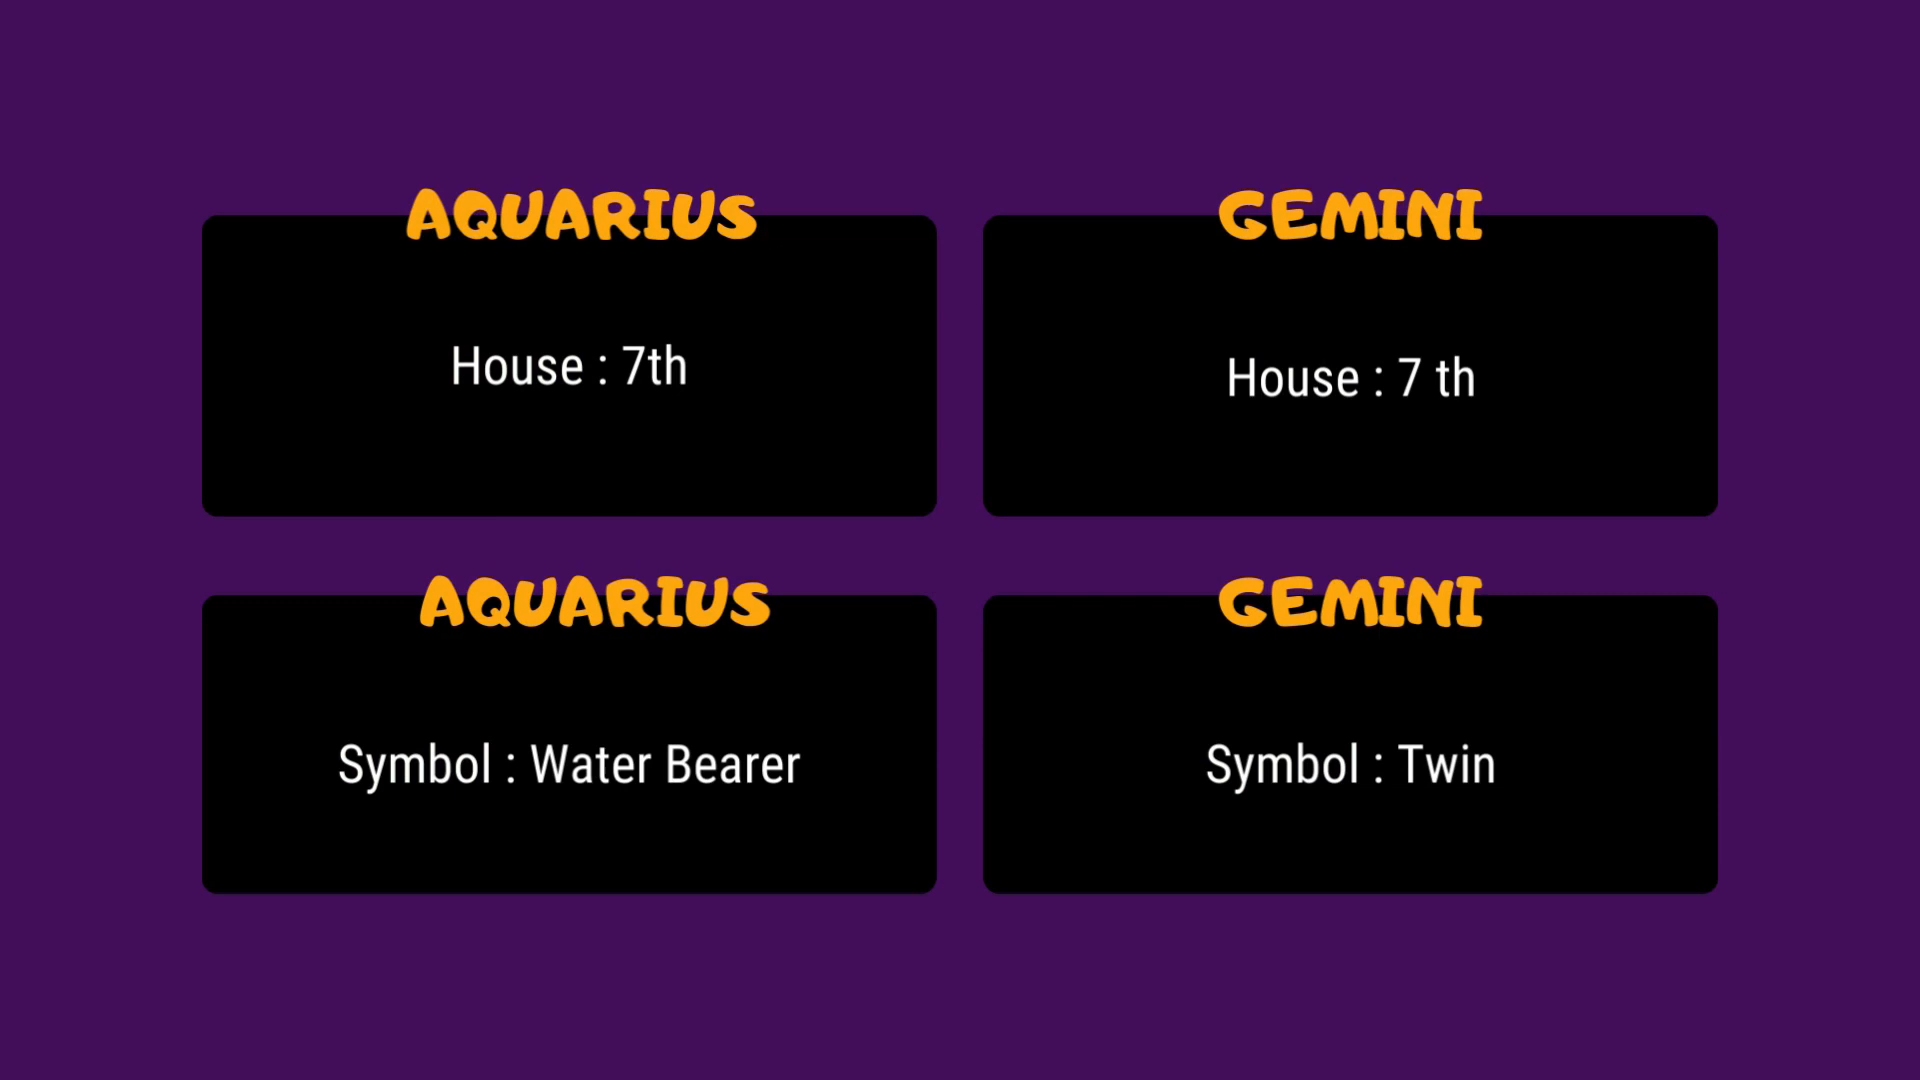 AQUARIUS
House : 7th
GEMINI
House : 7 th
AQUARIUS
Symbol : Water Bearer
GEMINI
Symbol : Twin